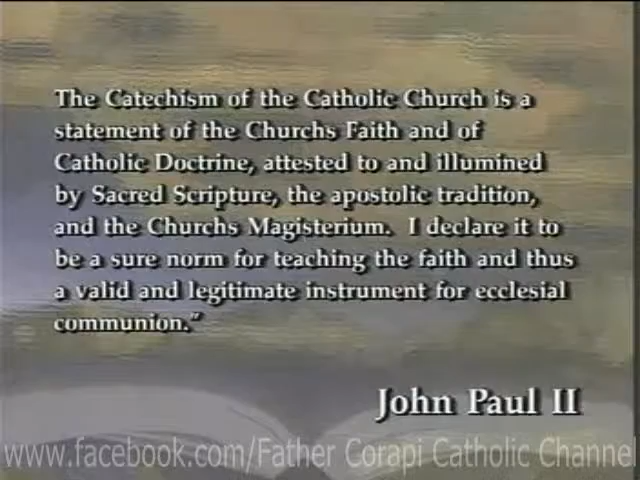 The Catechism of the Catholic Church is a
statement of the Churchs Faith and of
Catholic Doctrine, attested to and illumined
by Sacred Scripture, the apostolic tradition,
and the Churchs Magisterium.  I declare it to
be a sure norm for teaching the faith and thus
a valid and legitimate instrument for ecclesial
communion.”
John Paul II
www.facebook.com/Father Corapi Catholic Channel